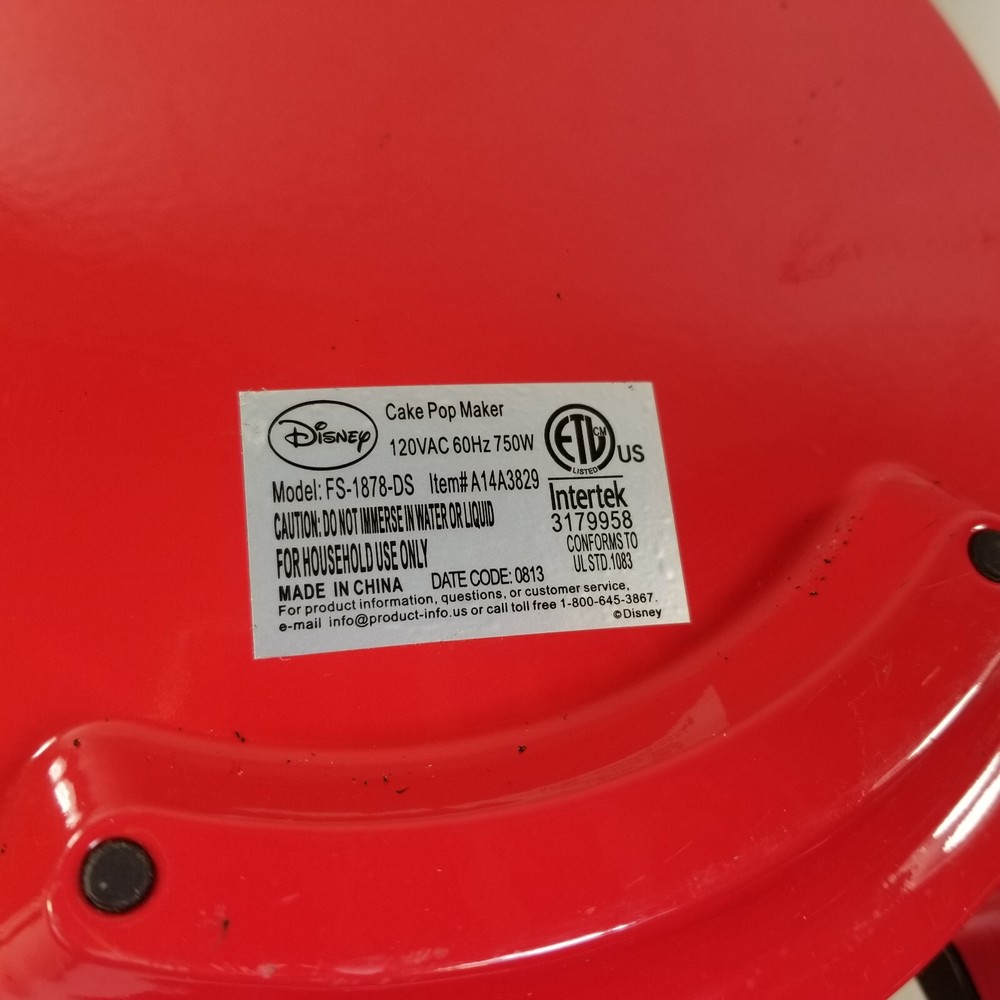 Disney
Cake Pop Maker
120VAC 60Hz 750W
Model: FS-1878-DS Item# A14A3829
CAUTION: DO NOT IMMERSE IN WATER OR LIQUID
FOR HOUSEHOLD USE ONLY
MADE IN CHINA DATE CODE: 0813
For product information, questions, or customer service,
e-mail info@product-info.us or call toll free 1-800-645-3867.
©Disney
ETL CM US
LISTED
Intertek
3179958
CONFORMS TO
UL STD.1083